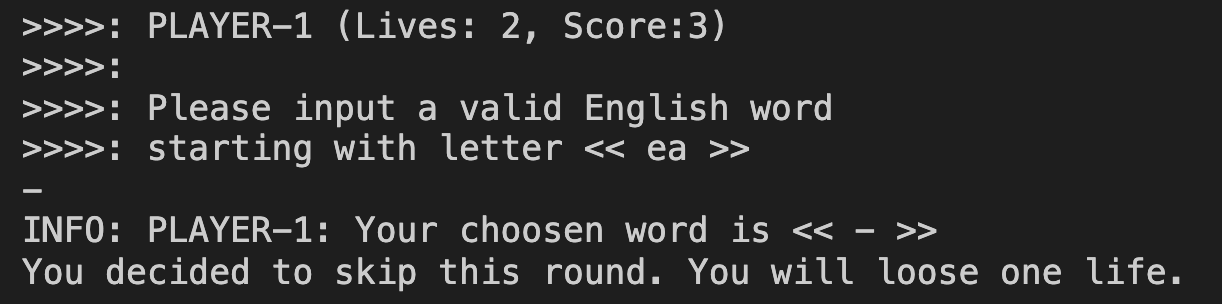 >>>>: PLAYER-1 (Lives: 2, Score:3)
>>>>:
>>>>: Please input a valid English word
>>>>: starting with letter << ea >>
-
INFO: PLAYER-1: Your choosen word is << - >>
You decided to skip this round. You will loose one life.